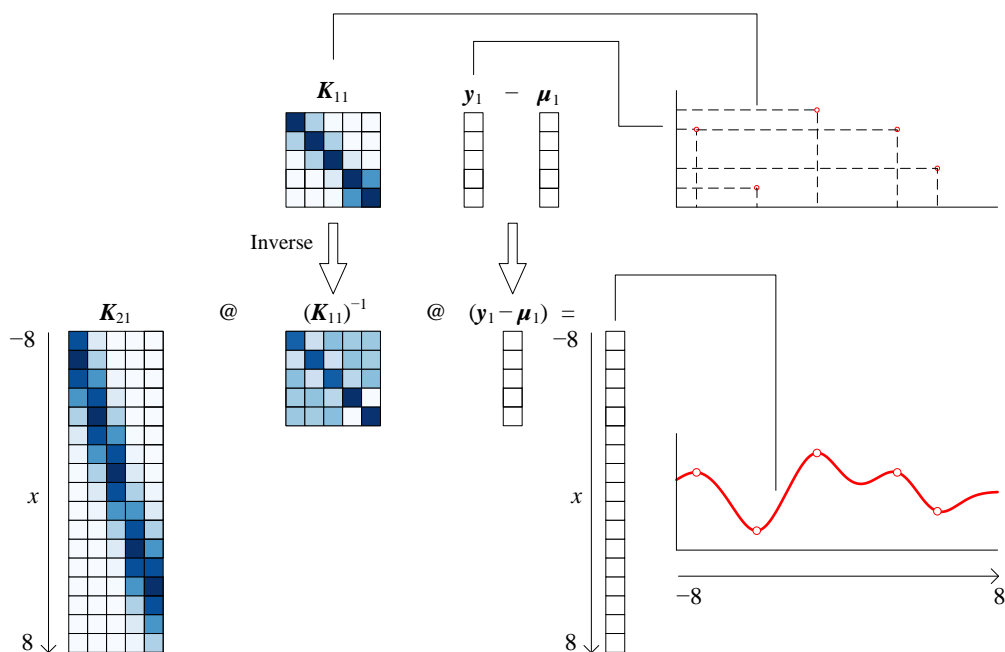 K₁₁ y₁ − μ₁
Inverse
K₂₁ @ (K₁₁)⁻¹ @ (y₁ − μ₁) =
−8 −8
x x
−8 8
8 8